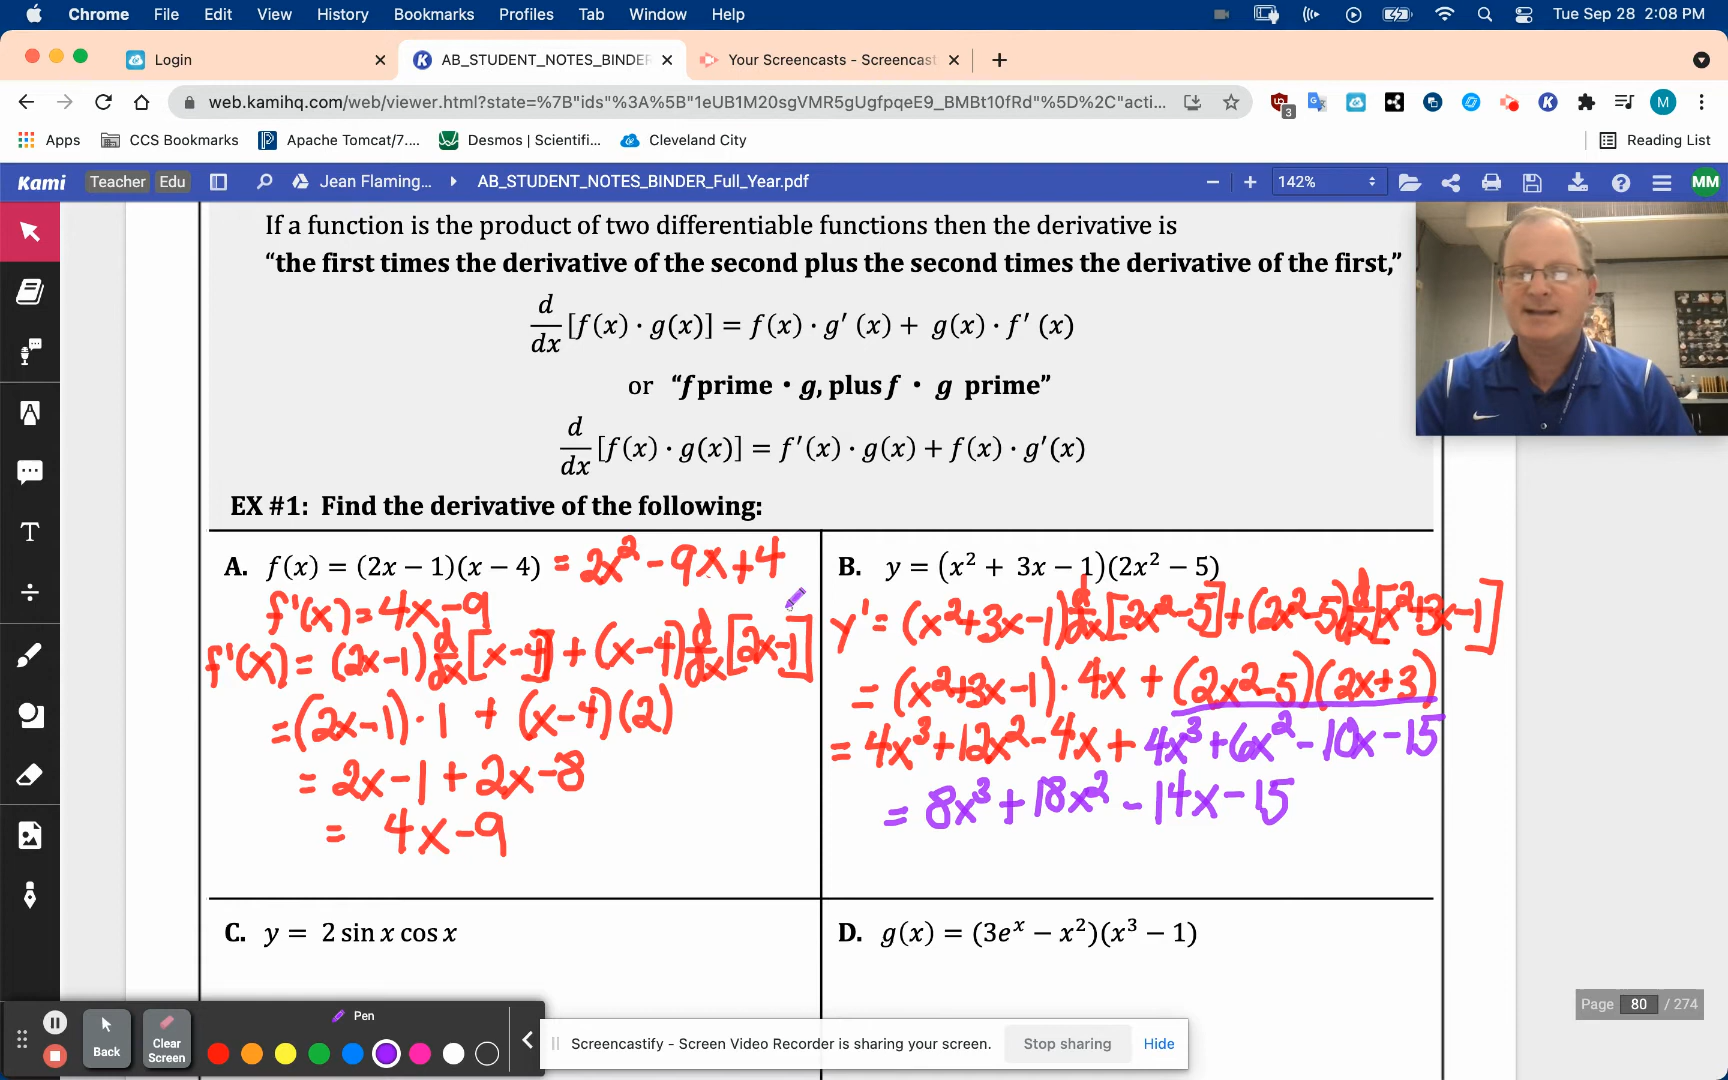 Chrome File Edit View History Bookmarks Profiles Tab Window Help Tue Sep 28 2:08 PM
Login AB_STUDENT_NOTES_BINDER Your Screencasts - Screencast
web.kamihq.com/web/viewer.html?state=%7B"ids"%3A%5B"1eUB1M20sgVMR5gUgfpqeE9_BMBt10fRd"%5D%2C"acti... 3 M
Apps CCS Bookmarks Apache Tomcat/7.... Desmos | Scientifi... Cleveland City Reading List
Kami Teacher Edu Jean Flaming... AB_STUDENT_NOTES_BINDER_Full_Year.pdf 142% MM
If a function is the product of two differentiable functions then the derivative is
“the first times the derivative of the second plus the second times the derivative of the first,”
d/dx [f(x) · g(x)] = f(x) · g′ (x) + g(x) · f′ (x)
or “f prime · g, plus f · g prime”
d/dx [f(x) · g(x)] = f′(x) · g(x) + f(x) · g′(x)
EX #1: Find the derivative of the following:
A. f(x) = (2x − 1)(x − 4) = 2x² - 9x + 4
f'(x) = 4x - 9
f'(x) = (2x-1) d/dx [x-4] + (x-4) d/dx [2x-1]
= (2x-1) · 1 + (x-4)(2)
= 2x - 1 + 2x - 8
= 4x - 9
B. y = (x² + 3x − 1)(2x² − 5)
y' = (x²+3x-1) d/dx [2x²-5] + (2x²-5) d/dx [x²+3x-1]
= (x²+3x-1) · 4x + (2x²-5)(2x+3)
= 4x³ + 12x² - 4x + 4x³ + 6x² - 10x - 15
= 8x³ + 18x² - 14x - 15
C. y = 2 sin x cos x
D. g(x) = (3eˣ − x²)(x³ − 1)
Page 80 / 274
Pen
Back Clear Screen
Screencastify - Screen Video Recorder is sharing your screen. Stop sharing Hide